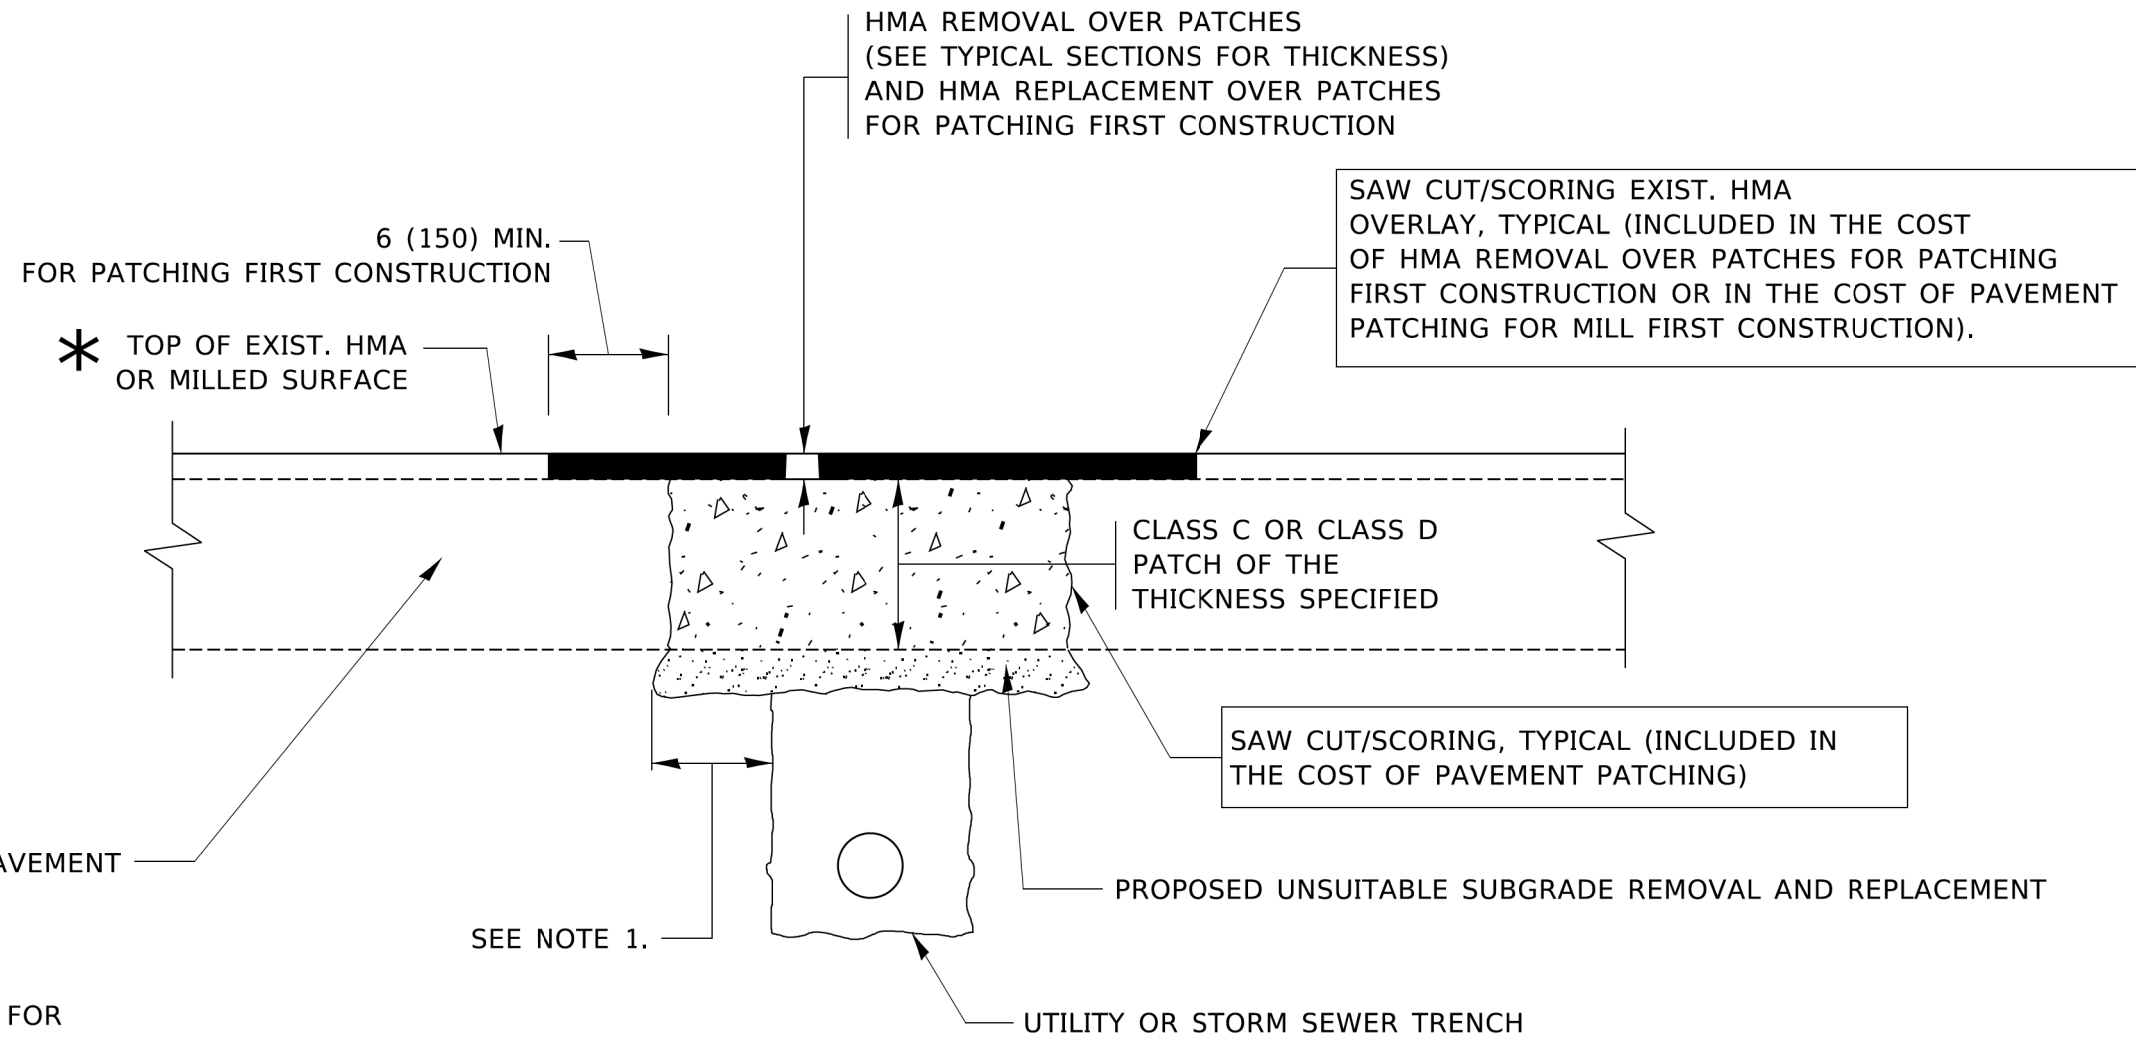 HMA REMOVAL OVER PATCHES
(SEE TYPICAL SECTIONS FOR THICKNESS)
AND HMA REPLACEMENT OVER PATCHES
FOR PATCHING FIRST CONSTRUCTION
SAW CUT/SCORING EXIST. HMA
OVERLAY, TYPICAL (INCLUDED IN THE COST
OF HMA REMOVAL OVER PATCHES FOR PATCHING
FIRST CONSTRUCTION OR IN THE COST OF PAVEMENT
PATCHING FOR MILL FIRST CONSTRUCTION).
6 (150) MIN.
FOR PATCHING FIRST CONSTRUCTION
* TOP OF EXIST. HMA
OR MILLED SURFACE
CLASS C OR CLASS D
PATCH OF THE
THICKNESS SPECIFIED
SAW CUT/SCORING, TYPICAL (INCLUDED IN
THE COST OF PAVEMENT PATCHING)
AVEMENT
PROPOSED UNSUITABLE SUBGRADE REMOVAL AND REPLACEMENT
SEE NOTE 1.
FOR
UTILITY OR STORM SEWER TRENCH